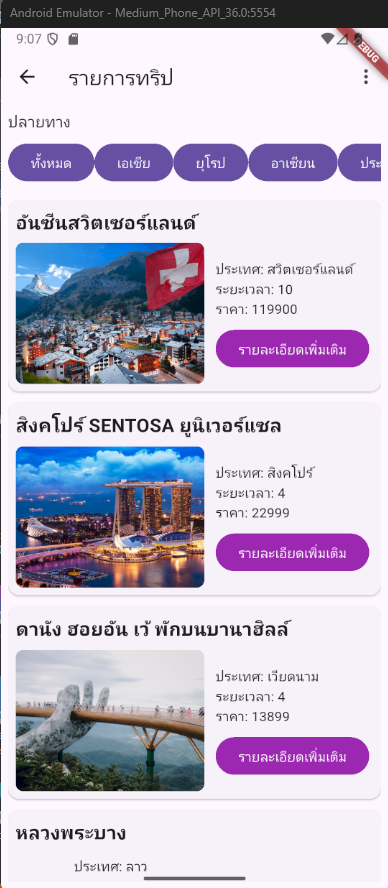 Android Emulator - Medium_Phone_API_36.0:5554
9:07
DEBUG
รายการทริป
ปลายทาง
ทั้งหมด เอเชีย ยุโรป อาเซียน ประ
อันซีนสวิตเซอร์แลนด์
ประเทศ: สวิตเซอร์แลนด์
ระยะเวลา: 10
ราคา: 119900
รายละเอียดเพิ่มเติม
สิงคโปร์ SENTOSA ยูนิเวอร์แซล
ประเทศ: สิงคโปร์
ระยะเวลา: 4
ราคา: 22999
รายละเอียดเพิ่มเติม
ดานัง ฮอยอัน เว้ พักบนบานาฮิลล์
ประเทศ: เวียดนาม
ระยะเวลา: 4
ราคา: 13899
รายละเอียดเพิ่มเติม
หลวงพระบาง
ประเทศ: ลาว